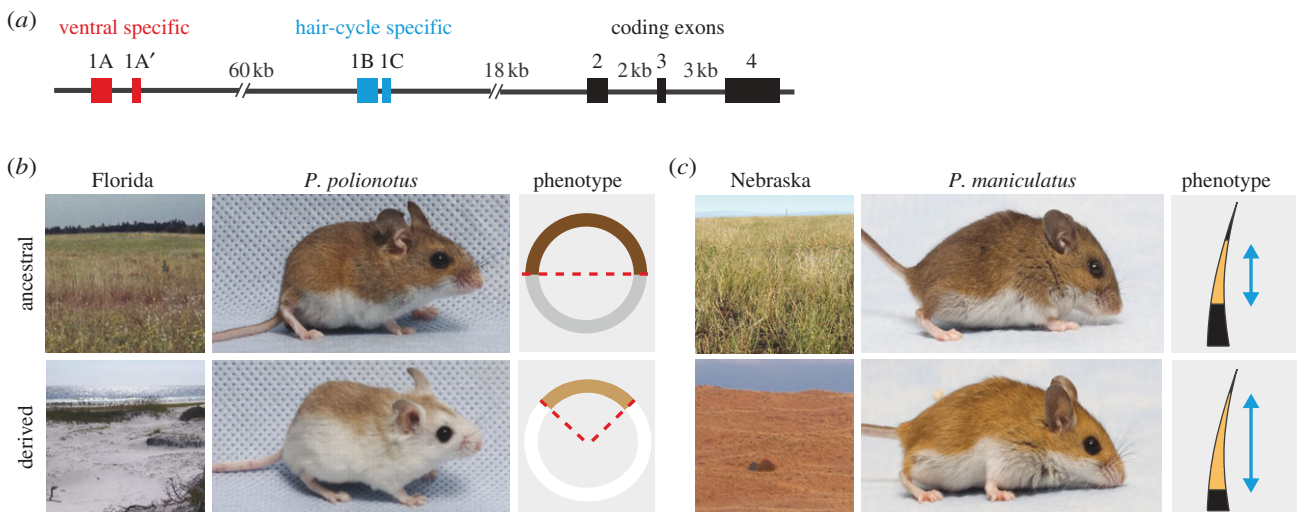 (a)
ventral specific
hair-cycle specific
coding exons
1A 1A′ 60 kb 1B 1C 18 kb 2 2 kb 3 3 kb 4
(b)
Florida P. polionotus phenotype
ancestral
derived
(c)
Nebraska P. maniculatus phenotype